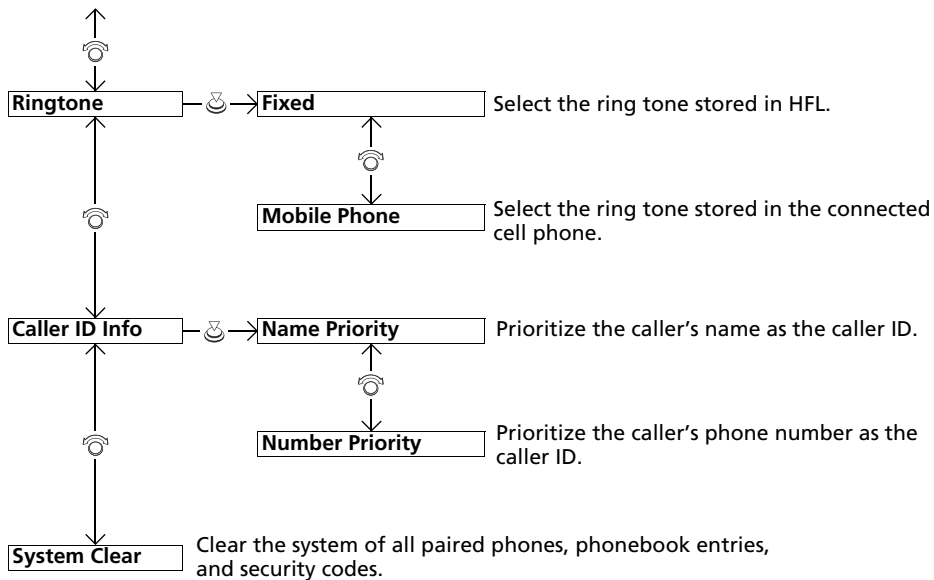 Ringtone
Fixed
Select the ring tone stored in HFL.
Mobile Phone
Select the ring tone stored in the connected
cell phone.
Caller ID Info
Name Priority
Prioritize the caller’s name as the caller ID.
Number Priority
Prioritize the caller’s phone number as the
caller ID.
System Clear
Clear the system of all paired phones, phonebook entries,
and security codes.